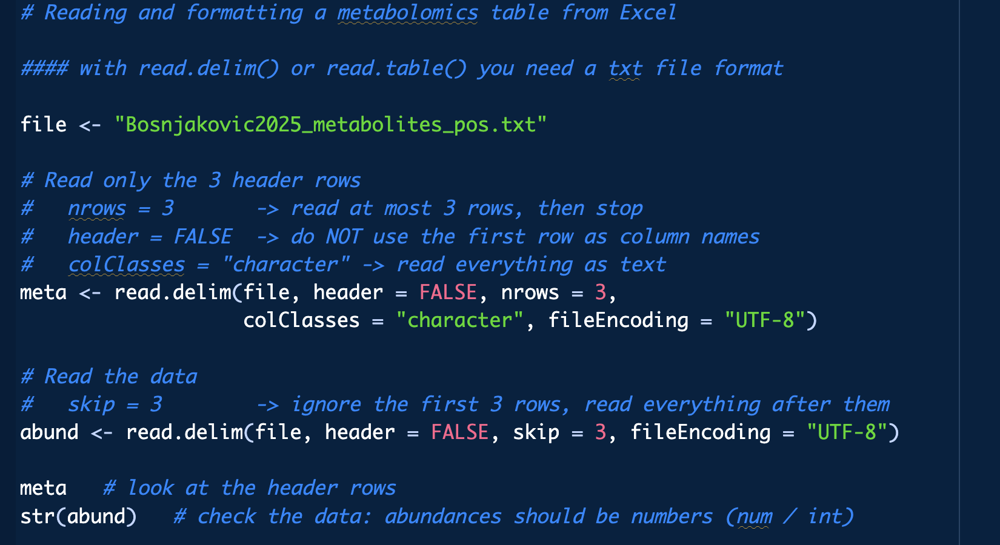 # Reading and formatting a metabolomics table from Excel
#### with read.delim() or read.table() you need a txt file format
file <- "Bosnjakovic2025_metabolites_pos.txt"
# Read only the 3 header rows
#   nrows = 3       -> read at most 3 rows, then stop
#   header = FALSE  -> do NOT use the first row as column names
#   colClasses = "character" -> read everything as text
meta <- read.delim(file, header = FALSE, nrows = 3,
                   colClasses = "character", fileEncoding = "UTF-8")
# Read the data
#   skip = 3        -> ignore the first 3 rows, read everything after them
abund <- read.delim(file, header = FALSE, skip = 3, fileEncoding = "UTF-8")
meta   # look at the header rows
str(abund)   # check the data: abundances should be numbers (num / int)